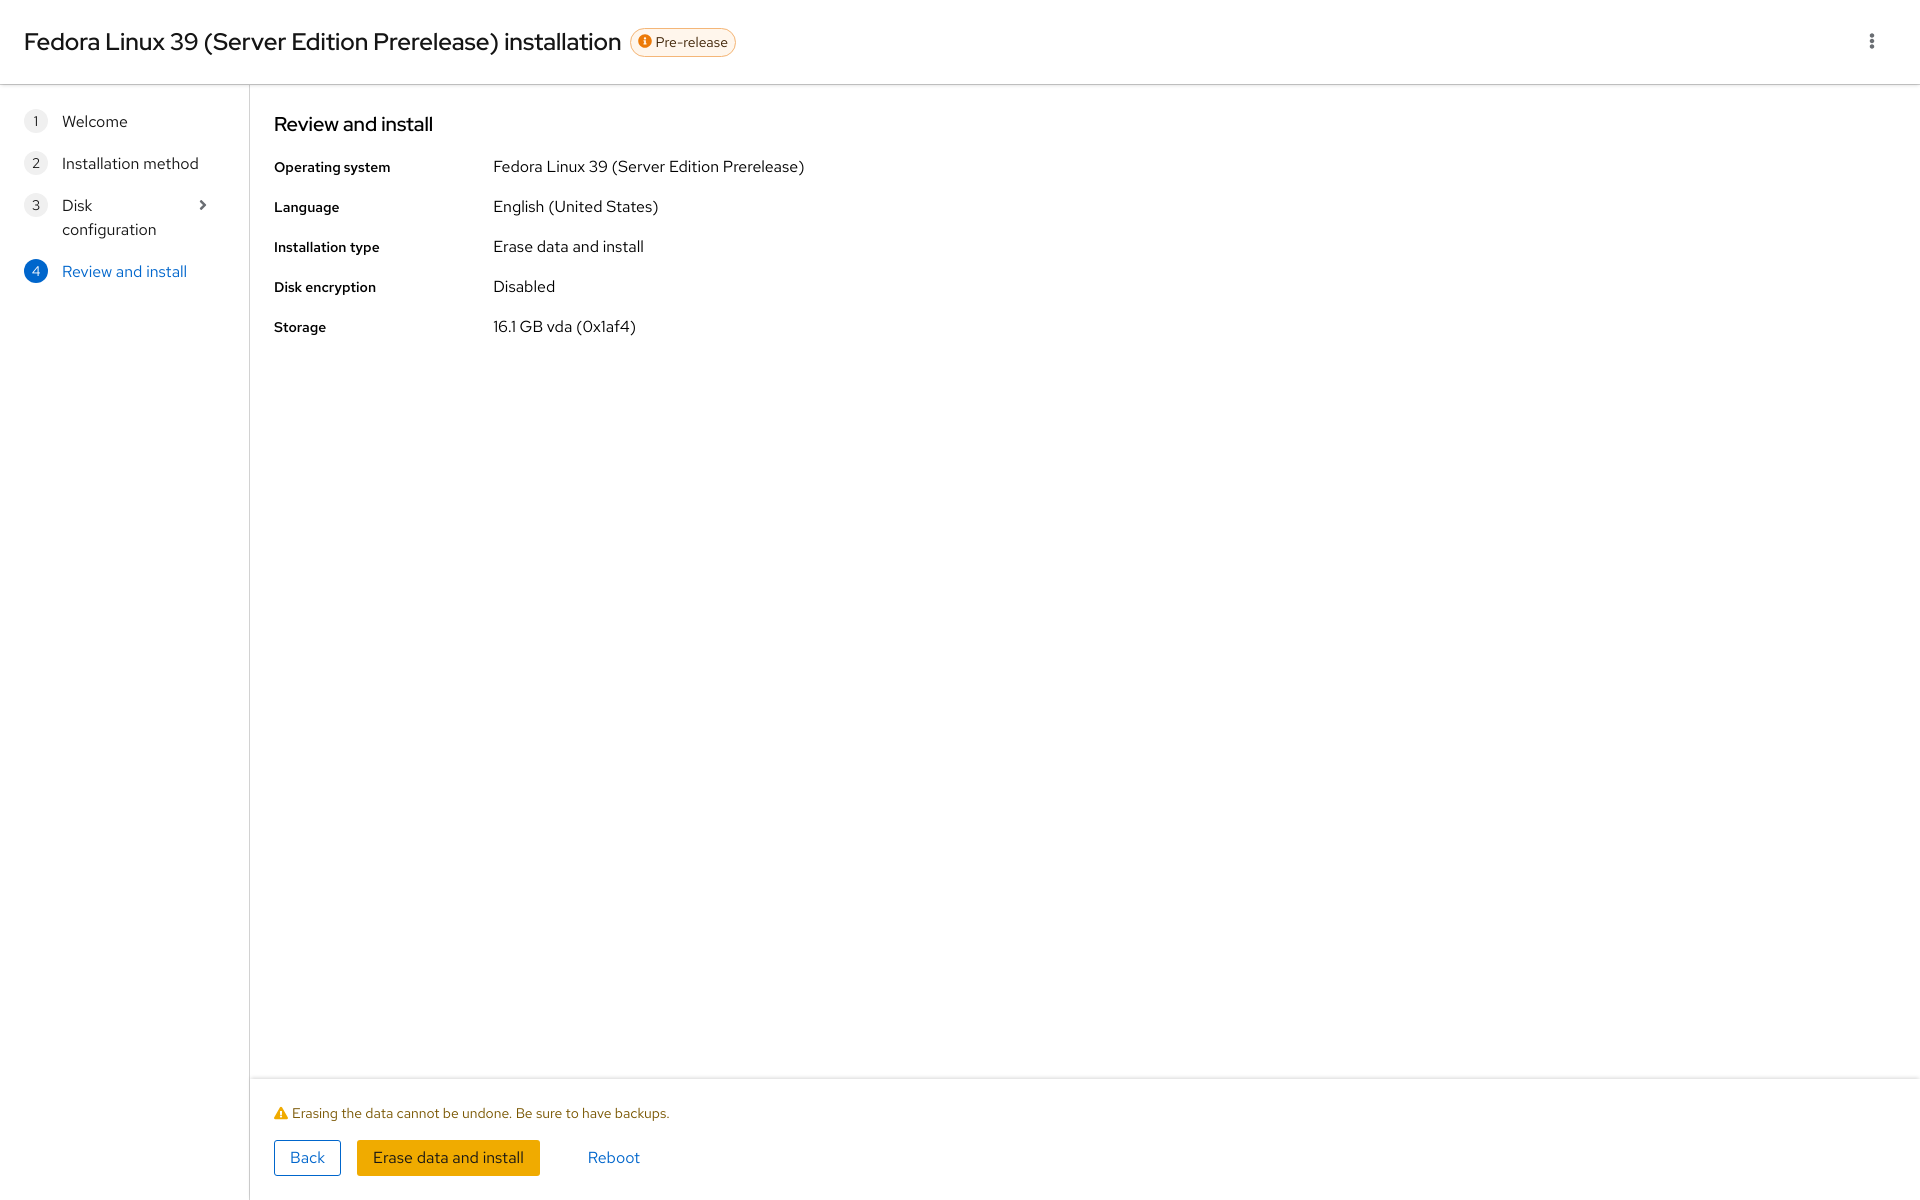 Fedora Linux 39 (Server Edition Prerelease) installation Pre-release
1 Welcome
2 Installation method
3 Disk
configuration
4 Review and install
Review and install
Operating system Fedora Linux 39 (Server Edition Prerelease)
Language English (United States)
Installation type Erase data and install
Disk encryption Disabled
Storage 16.1 GB vda (0x1af4)
Erasing the data cannot be undone. Be sure to have backups.
Back Erase data and install Reboot